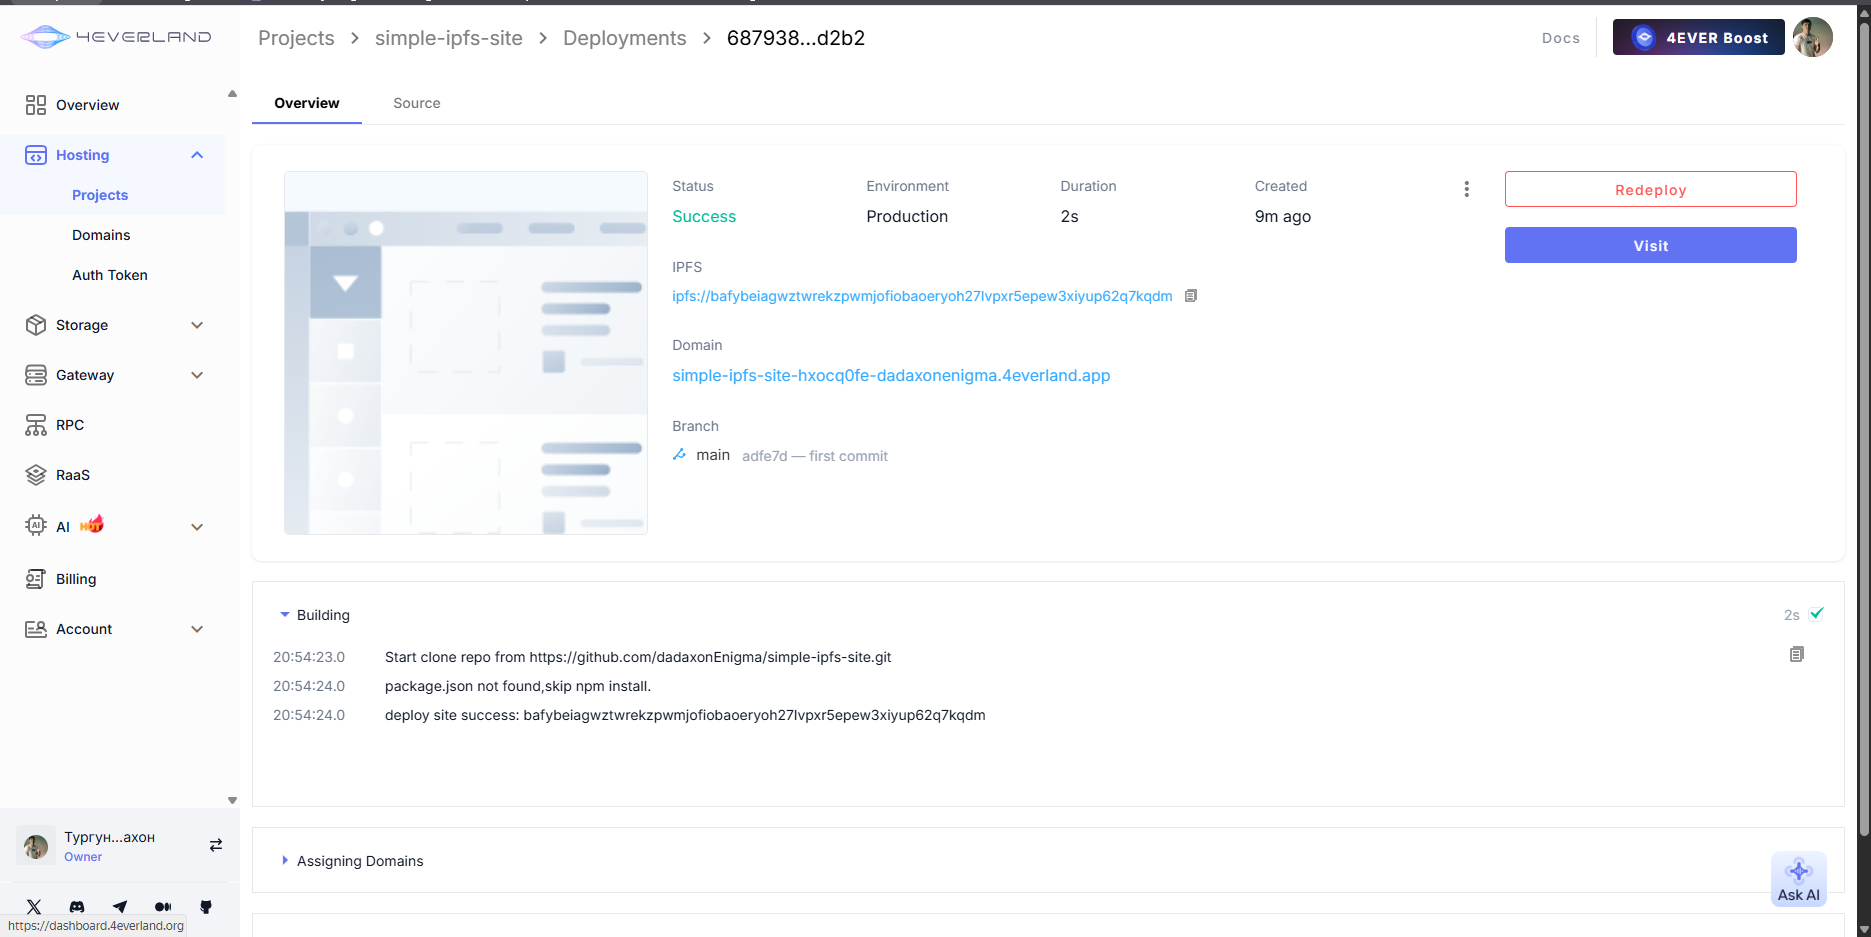 4EVERLAND
Projects > simple-ipfs-site > Deployments > 687938...d2b2
Docs
4EVER Boost
Overview
Hosting
Projects
Domains
Auth Token
Storage
Gateway
RPC
RaaS
AI HOT
Billing
Account
Тургун...ахон
Owner
https://dashboard.4everland.org
Overview
Source
Status
Success
Environment
Production
Duration
2s
Created
9m ago
Redeploy
Visit
IPFS
ipfs://bafybeiagwztwrekzpwmjofiobaoeryoh27lvpxr5epew3xiyup62q7kqdm
Domain
simple-ipfs-site-hxocq0fe-dadaxonenigma.4everland.app
Branch
main adfe7d — first commit
Building
2s
20:54:23.0 Start clone repo from https://github.com/dadaxonEnigma/simple-ipfs-site.git
20:54:24.0 package.json not found,skip npm install.
20:54:24.0 deploy site success: bafybeiagwztwrekzpwmjofiobaoeryoh27lvpxr5epew3xiyup62q7kqdm
Assigning Domains
Ask AI